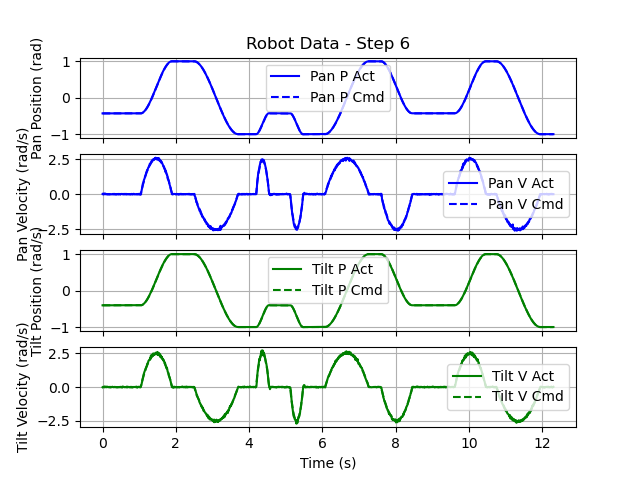 Robot Data - Step 6
Pan Position (rad)
1
0
−1
Pan P Act
Pan P Cmd
Pan Velocity (rad/s)
2.5
0.0
−2.5
Pan V Act
Pan V Cmd
Tilt Position (rad)
1
0
−1
Tilt P Act
Tilt P Cmd
Tilt Velocity (rad/s)
2.5
0.0
−2.5
Tilt V Act
Tilt V Cmd
0 2 4 6 8 10 12
Time (s)